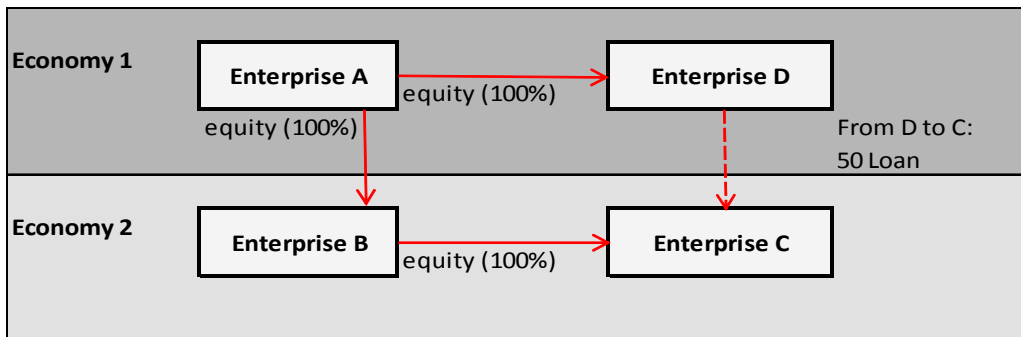 Economy 1
Enterprise A
Enterprise D
equity (100%)
equity (100%)
From D to C:
50 Loan
Economy 2
Enterprise B
Enterprise C
equity (100%)